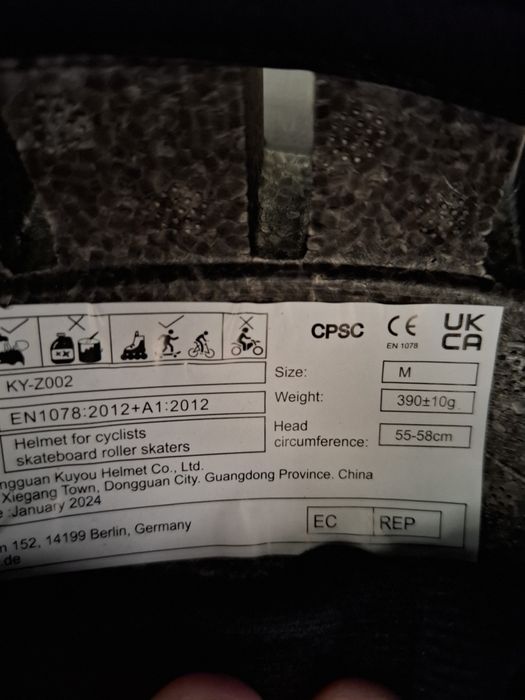 CPSC CE UK CA
EN 1078
KY-Z002
EN1078:2012+A1:2012
Helmet for cyclists
skateboard roller skaters
Size: M
Weight: 390±10g
Head circumference: 55-58cm
ngguan Kuyou Helmet Co., Ltd.
Xiegang Town, Dongguan City. Guangdong Province. China
e :January 2024
n 152, 14199 Berlin, Germany
.de
EC REP